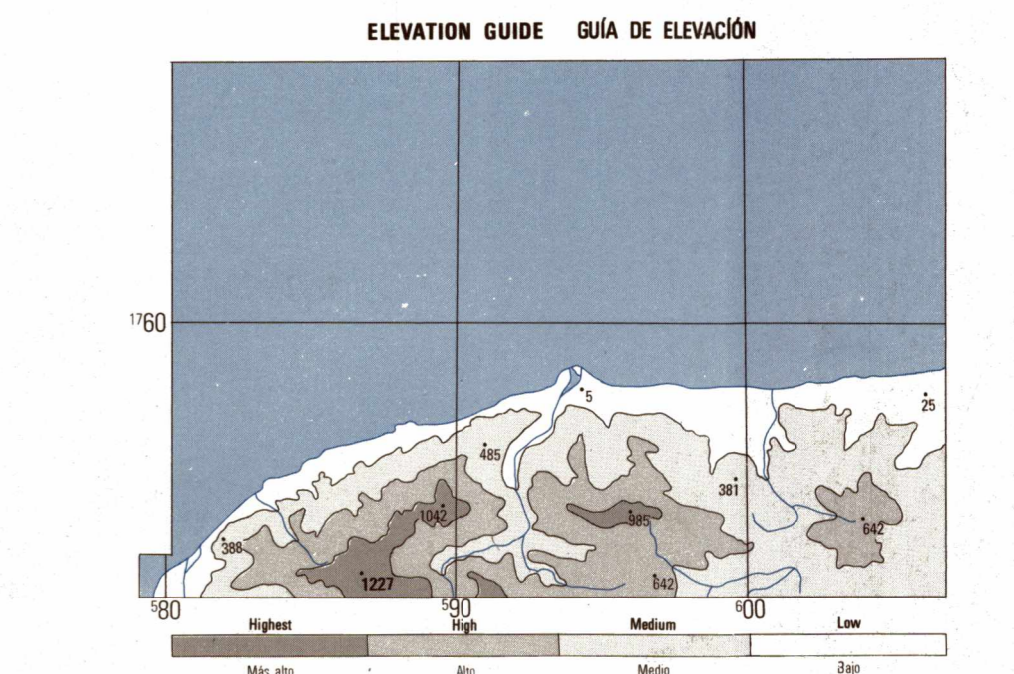 ELEVATION GUIDE GUÍA DE ELEVACÍÓN
1760
5
25
485
381
1042
985
642
388
1227
642
580 590 600
Highest High Medium Low
Más alto Alto Medio Bajo